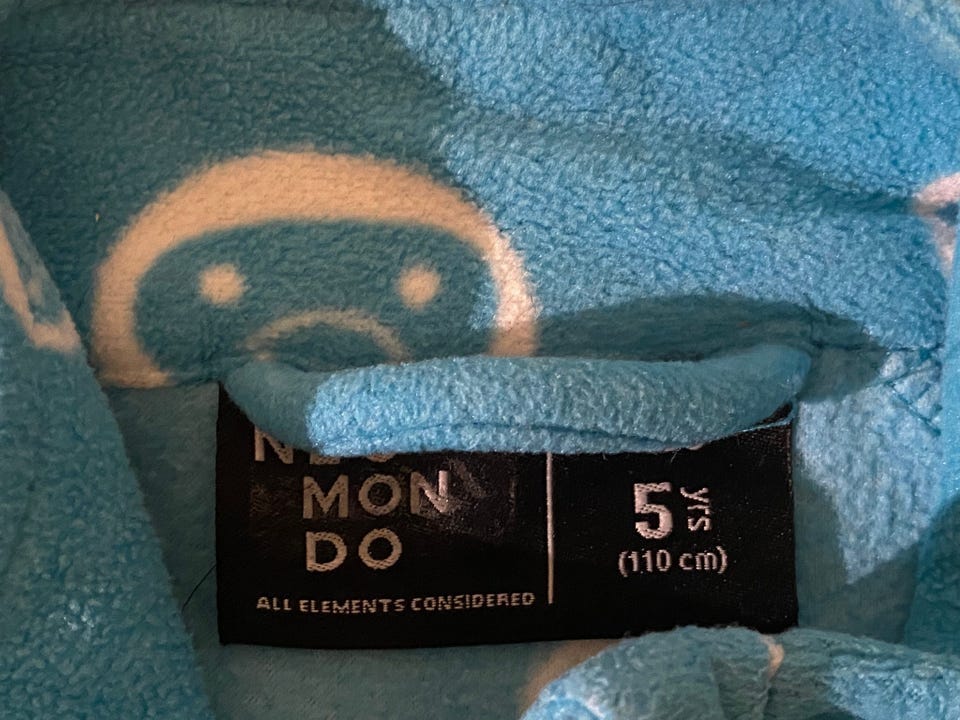 MON
DO
ALL ELEMENTS CONSIDERED
5 yrs
(110 cm)